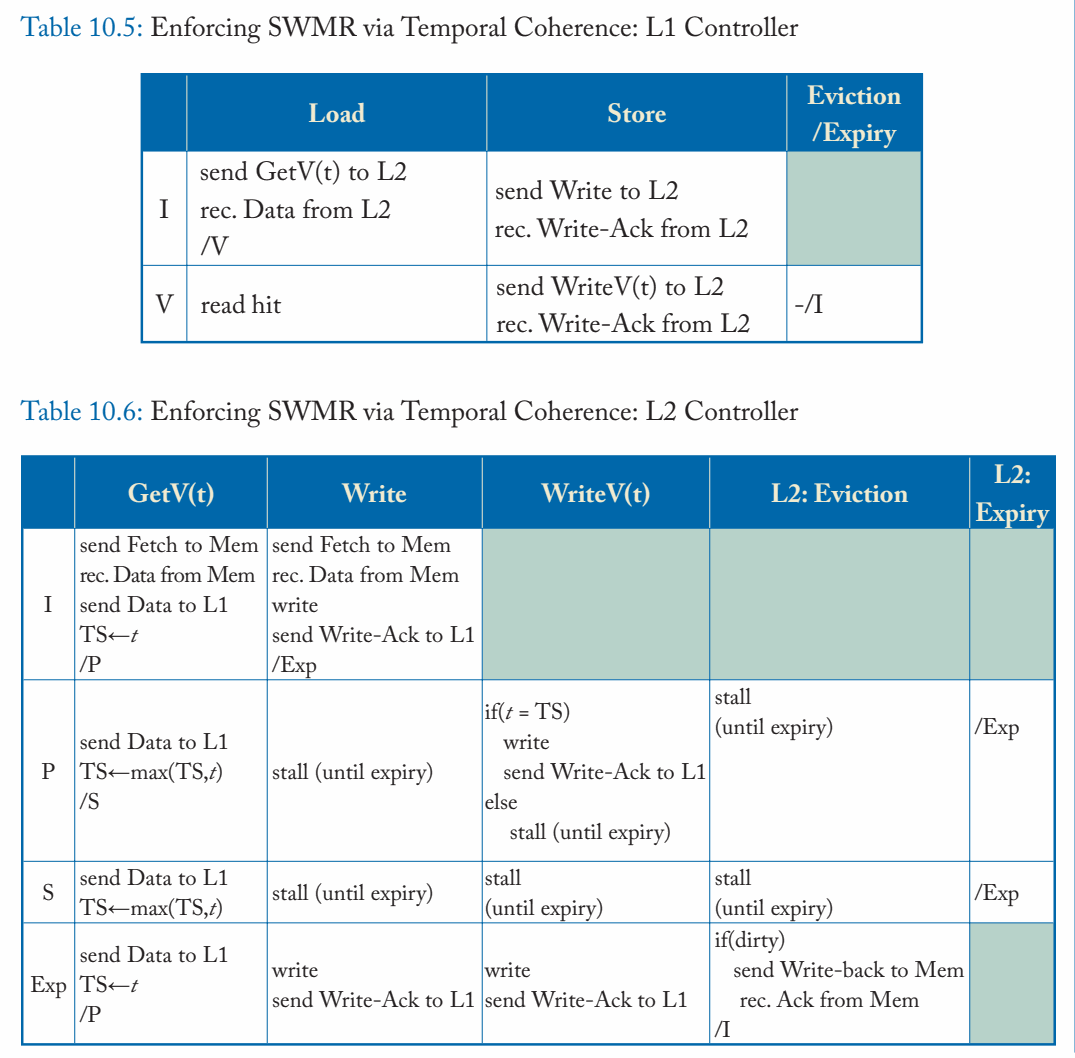 Table 10.5: Enforcing SWMR via Temporal Coherence: L1 Controller
Load
Store
Eviction
/Expiry
I
send GetV(t) to L2
rec. Data from L2
/V
send Write to L2
rec. Write-Ack from L2
V
read hit
send WriteV(t) to L2
rec. Write-Ack from L2
-/I
Table 10.6: Enforcing SWMR via Temporal Coherence: L2 Controller
GetV(t)
Write
WriteV(t)
L2: Eviction
L2:
Expiry
I
send Fetch to Mem
rec. Data from Mem
send Data to L1
TS←t
/P
send Fetch to Mem
rec. Data from Mem
write
send Write-Ack to L1
/Exp
P
send Data to L1
TS←max(TS,t)
/S
stall (until expiry)
if(t = TS)
write
send Write-Ack to L1
else
stall (until expiry)
stall
(until expiry)
/Exp
S
send Data to L1
TS←max(TS,t)
stall (until expiry)
stall
(until expiry)
stall
(until expiry)
/Exp
Exp
send Data to L1
TS←t
/P
write
send Write-Ack to L1
write
send Write-Ack to L1
if(dirty)
send Write-back to Mem
rec. Ack from Mem
/I